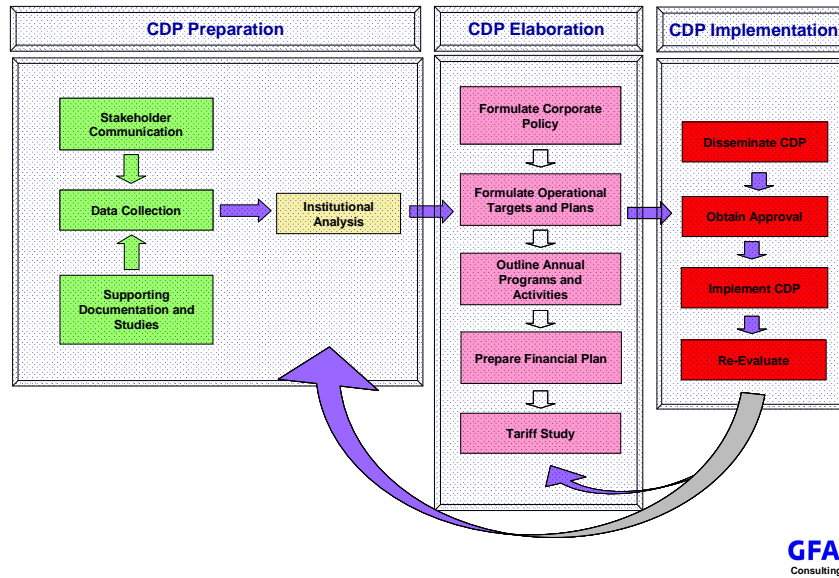 CDP Preparation
CDP Elaboration
CDP Implementation
Stakeholder
Communication
Data Collection
Supporting
Documentation and
Studies
Institutional
Analysis
Formulate Corporate
Policy
Formulate Operational
Targets and Plans
Outline Annual
Programs and
Activities
Prepare Financial Plan
Tariff Study
Disseminate CDP
Obtain Approval
Implement CDP
Re-Evaluate
GFA
Consulting